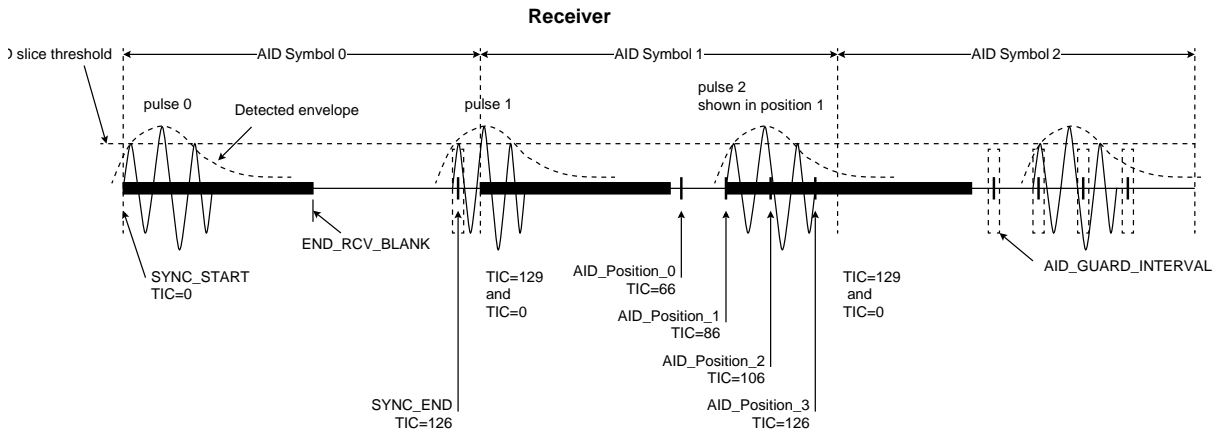 Receiver
slice threshold
AID Symbol 0
AID Symbol 1
AID Symbol 2
pulse 0
Detected envelope
pulse 1
pulse 2
shown in position 1
END_RCV_BLANK
SYNC_START
TIC=0
TIC=129
and
TIC=0
AID_Position_0
TIC=66
AID_Position_1
TIC=86
AID_Position_2
TIC=106
AID_Position_3
TIC=126
TIC=129
and
TIC=0
AID_GUARD_INTERVAL
SYNC_END
TIC=126